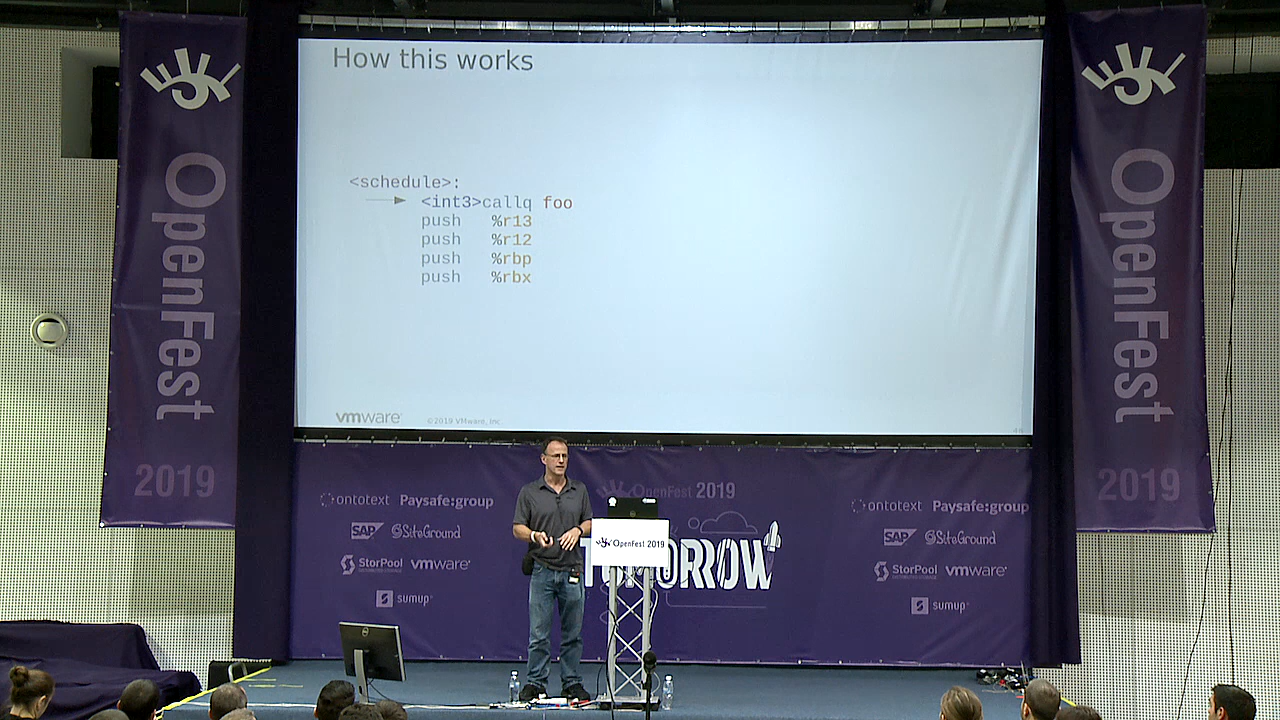 How this works
<schedule>:
<int3>callq foo
push %r13
push %r12
push %rbp
push %rbx
vmware
©2019 VMware, Inc.
OpenFest
2019
OpenFest
2019
OpenFest 2019
ontotext Paysafe:group
SAP SiteGround
StorPool vmware
sumup
ontotext Paysafe:group
SAP SiteGround
StorPool vmware
sumup
OpenFest 2019